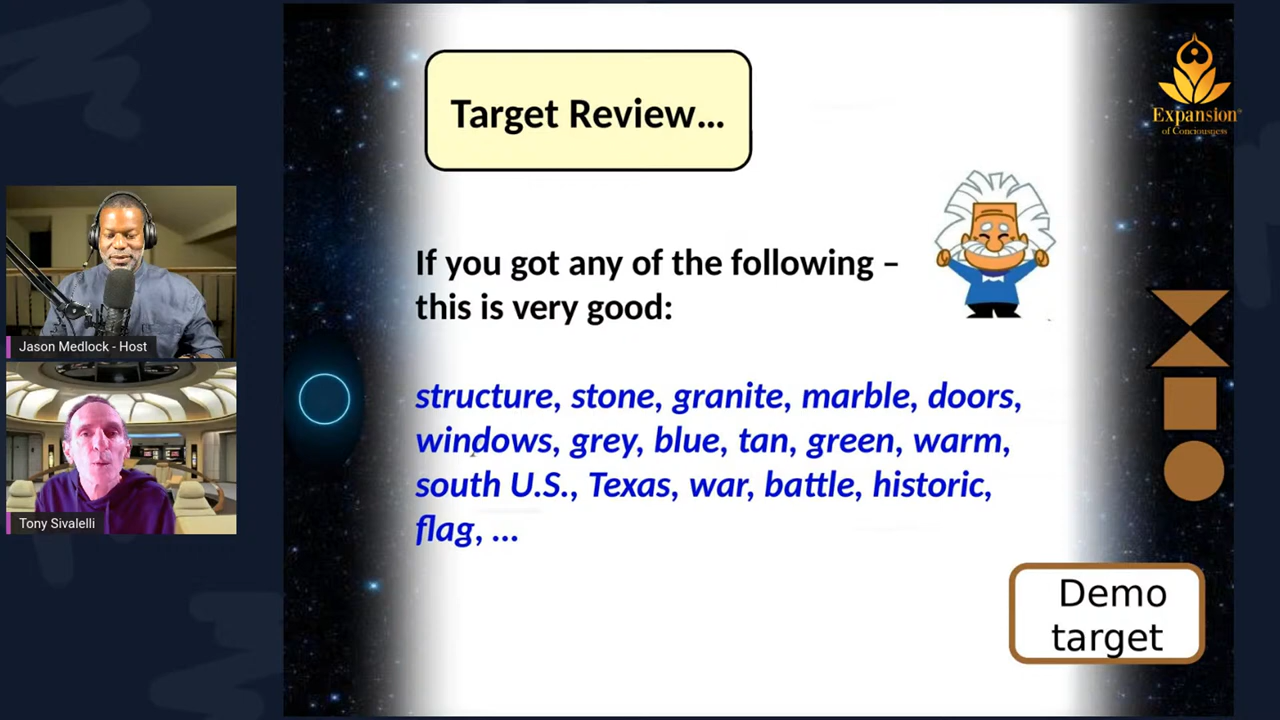 Target Review...
Expansion
of Conciousness
If you got any of the following –
this is very good:
structure, stone, granite, marble, doors,
windows, grey, blue, tan, green, warm,
south U.S., Texas, war, battle, historic,
flag, ...
Jason Medlock - Host
Tony Sivalelli
Demo
target